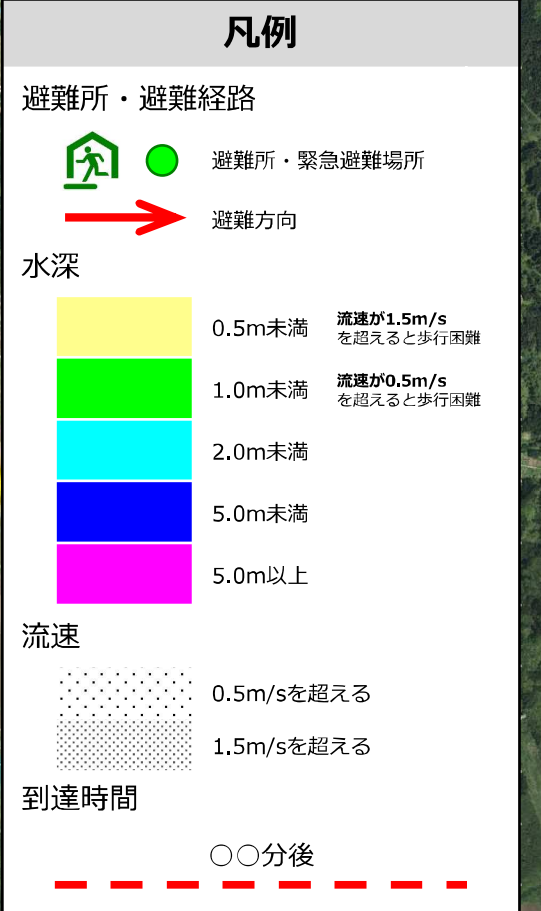 凡例
避難所・避難経路
避難所・緊急避難場所
避難方向
水深
0.5m未満 流速が1.5m/s
を超えると歩行困難
1.0m未満 流速が0.5m/s
を超えると歩行困難
2.0m未満
5.0m未満
5.0m以上
流速
0.5m/sを超える
1.5m/sを超える
到達時間
○○分後